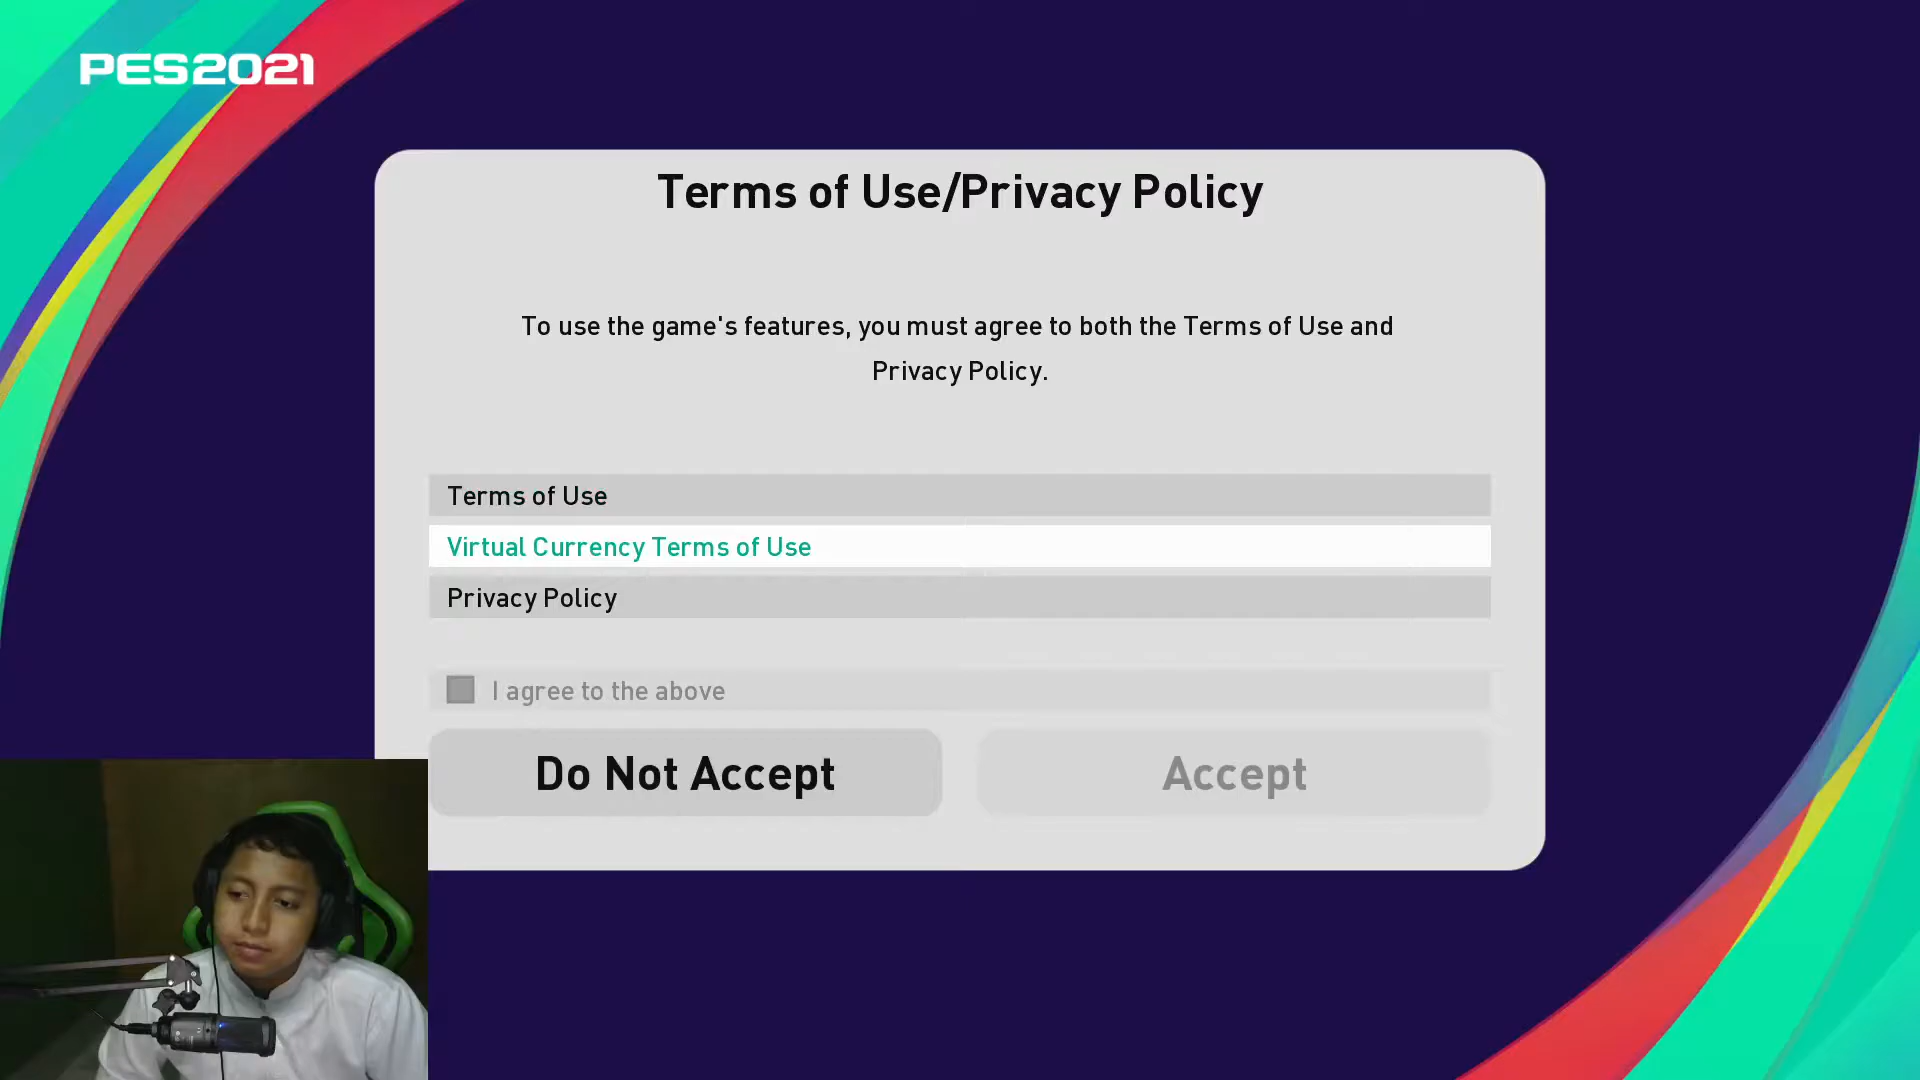 PES2021
Terms of Use/Privacy Policy
To use the game's features, you must agree to both the Terms of Use and
Privacy Policy.
Terms of Use
Virtual Currency Terms of Use
Privacy Policy
I agree to the above
Do Not Accept
Accept